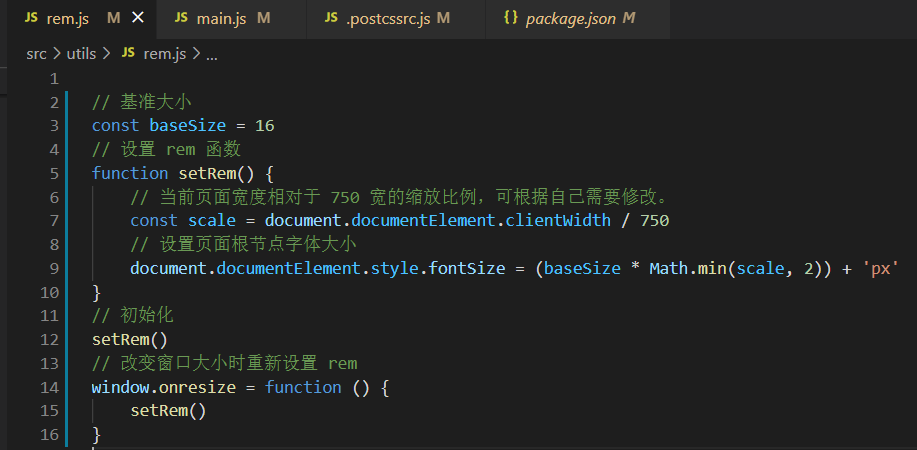 JS rem.js M × JS main.js M JS .postcssrc.js M {} package.json M
src > utils > JS rem.js > ...
1
2 // 基准大小
3 const baseSize = 16
4 // 设置 rem 函数
5 function setRem() {
6 // 当前页面宽度相对于 750 宽的缩放比例，可根据自己需要修改。
7 const scale = document.documentElement.clientWidth / 750
8 // 设置页面根节点字体大小
9 document.documentElement.style.fontSize = (baseSize * Math.min(scale, 2)) + 'px'
10 }
11 // 初始化
12 setRem()
13 // 改变窗口大小时重新设置 rem
14 window.onresize = function () {
15 setRem()
16 }